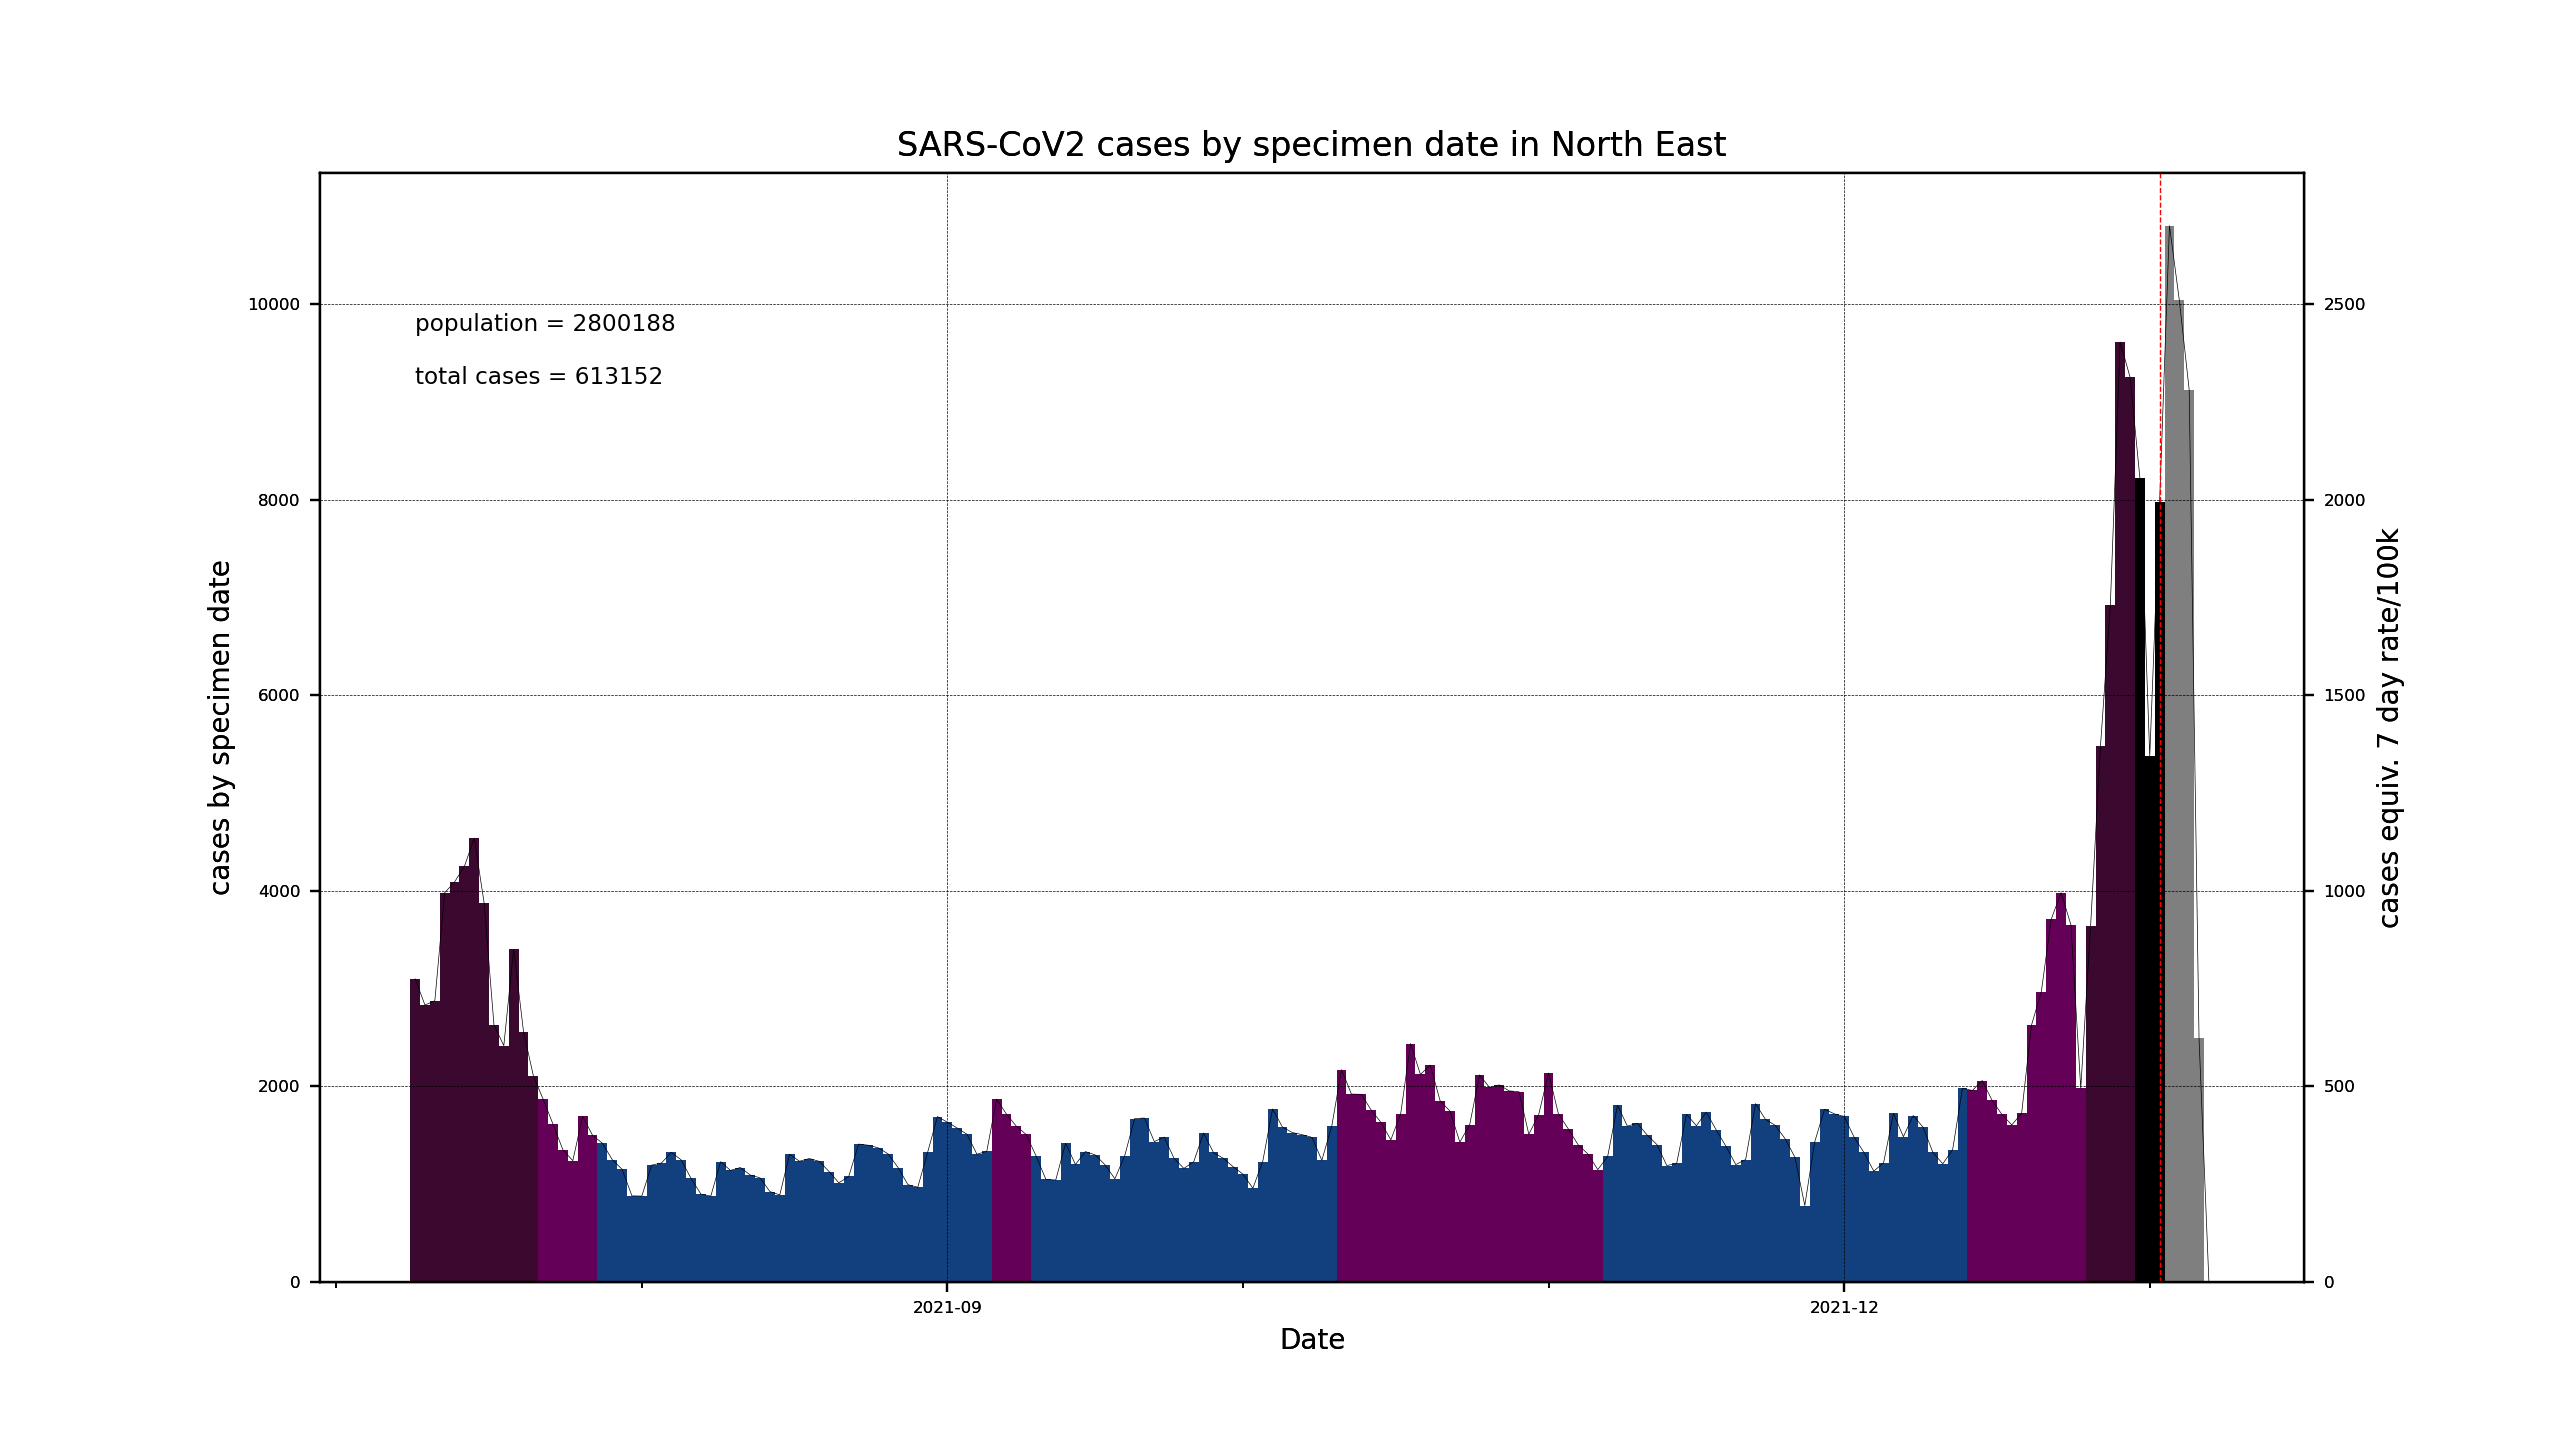 SARS-CoV2 cases by specimen date in North East
population = 2800188
total cases = 613152
cases by specimen date
10000
8000
6000
4000
2000
0
2500
2000
1500
1000
500
0
cases equiv. 7 day rate/100k
2021-09
2021-12
Date